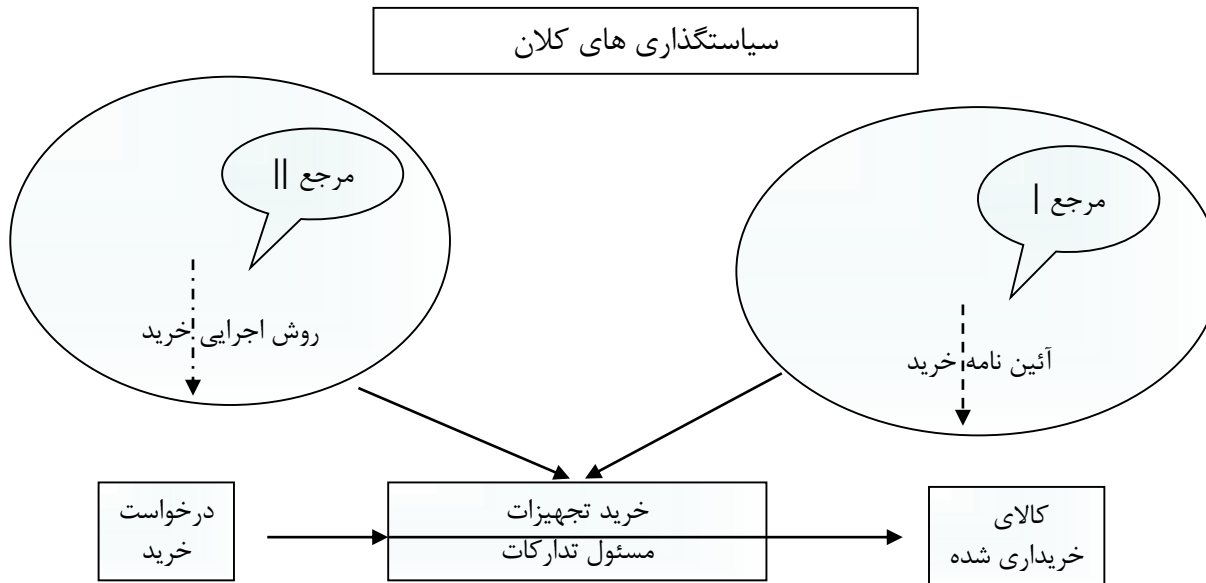 سیاستگذاری های کلان
مرجع |
مرجع ||
آئین نامه خرید
روش اجرایی خرید
درخواست
خرید
خرید تجهیزات
مسئول تدارکات
کالای
خریداری شده